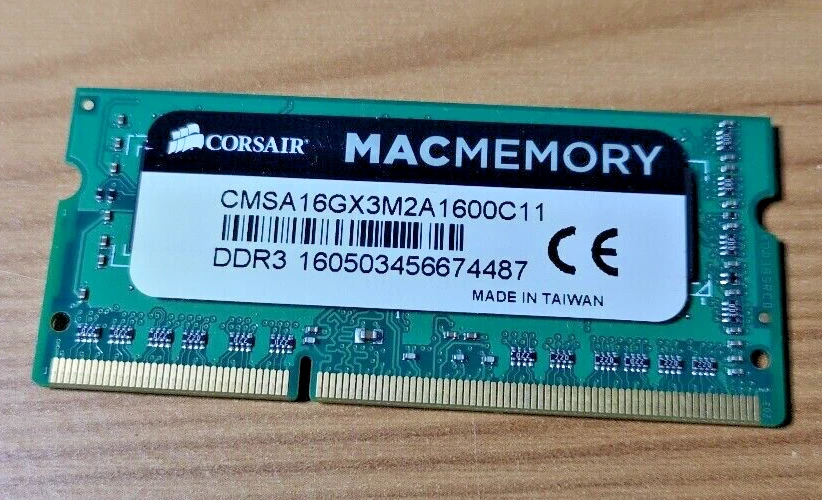 CORSAIR
MACMEMORY
CMSA16GX3M2A1600C11
DDR3 160503456674487
CE
MADE IN TAIWAN